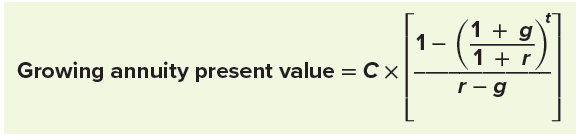 Growing annuity present value = C × [ (1 − ((1 + g) / (1 + r))^t) / (r − g) ]